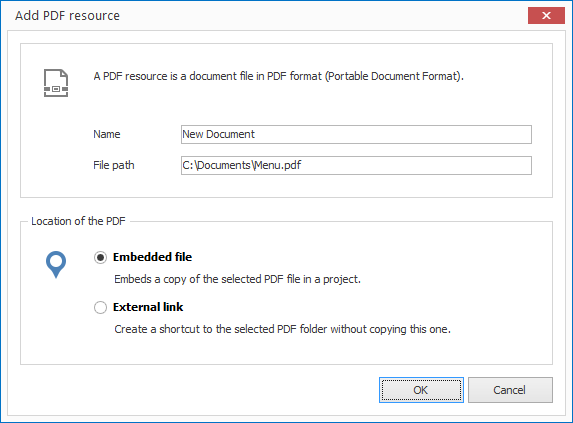 Add PDF resource
A PDF resource is a document file in PDF format (Portable Document Format).
Name New Document
File path C:\Documents\Menu.pdf
Location of the PDF
Embedded file
Embeds a copy of the selected PDF file in a project.
External link
Create a shortcut to the selected PDF folder without copying this one.
OK Cancel